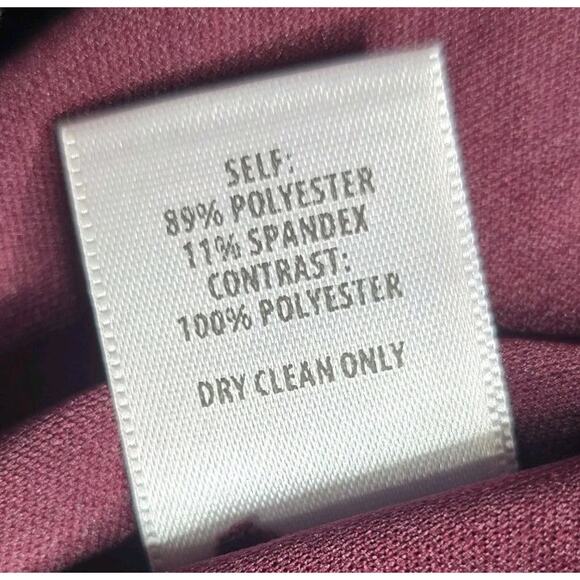 SELF:
89% POLYESTER
11% SPANDEX
CONTRAST:
100% POLYESTER
DRY CLEAN ONLY